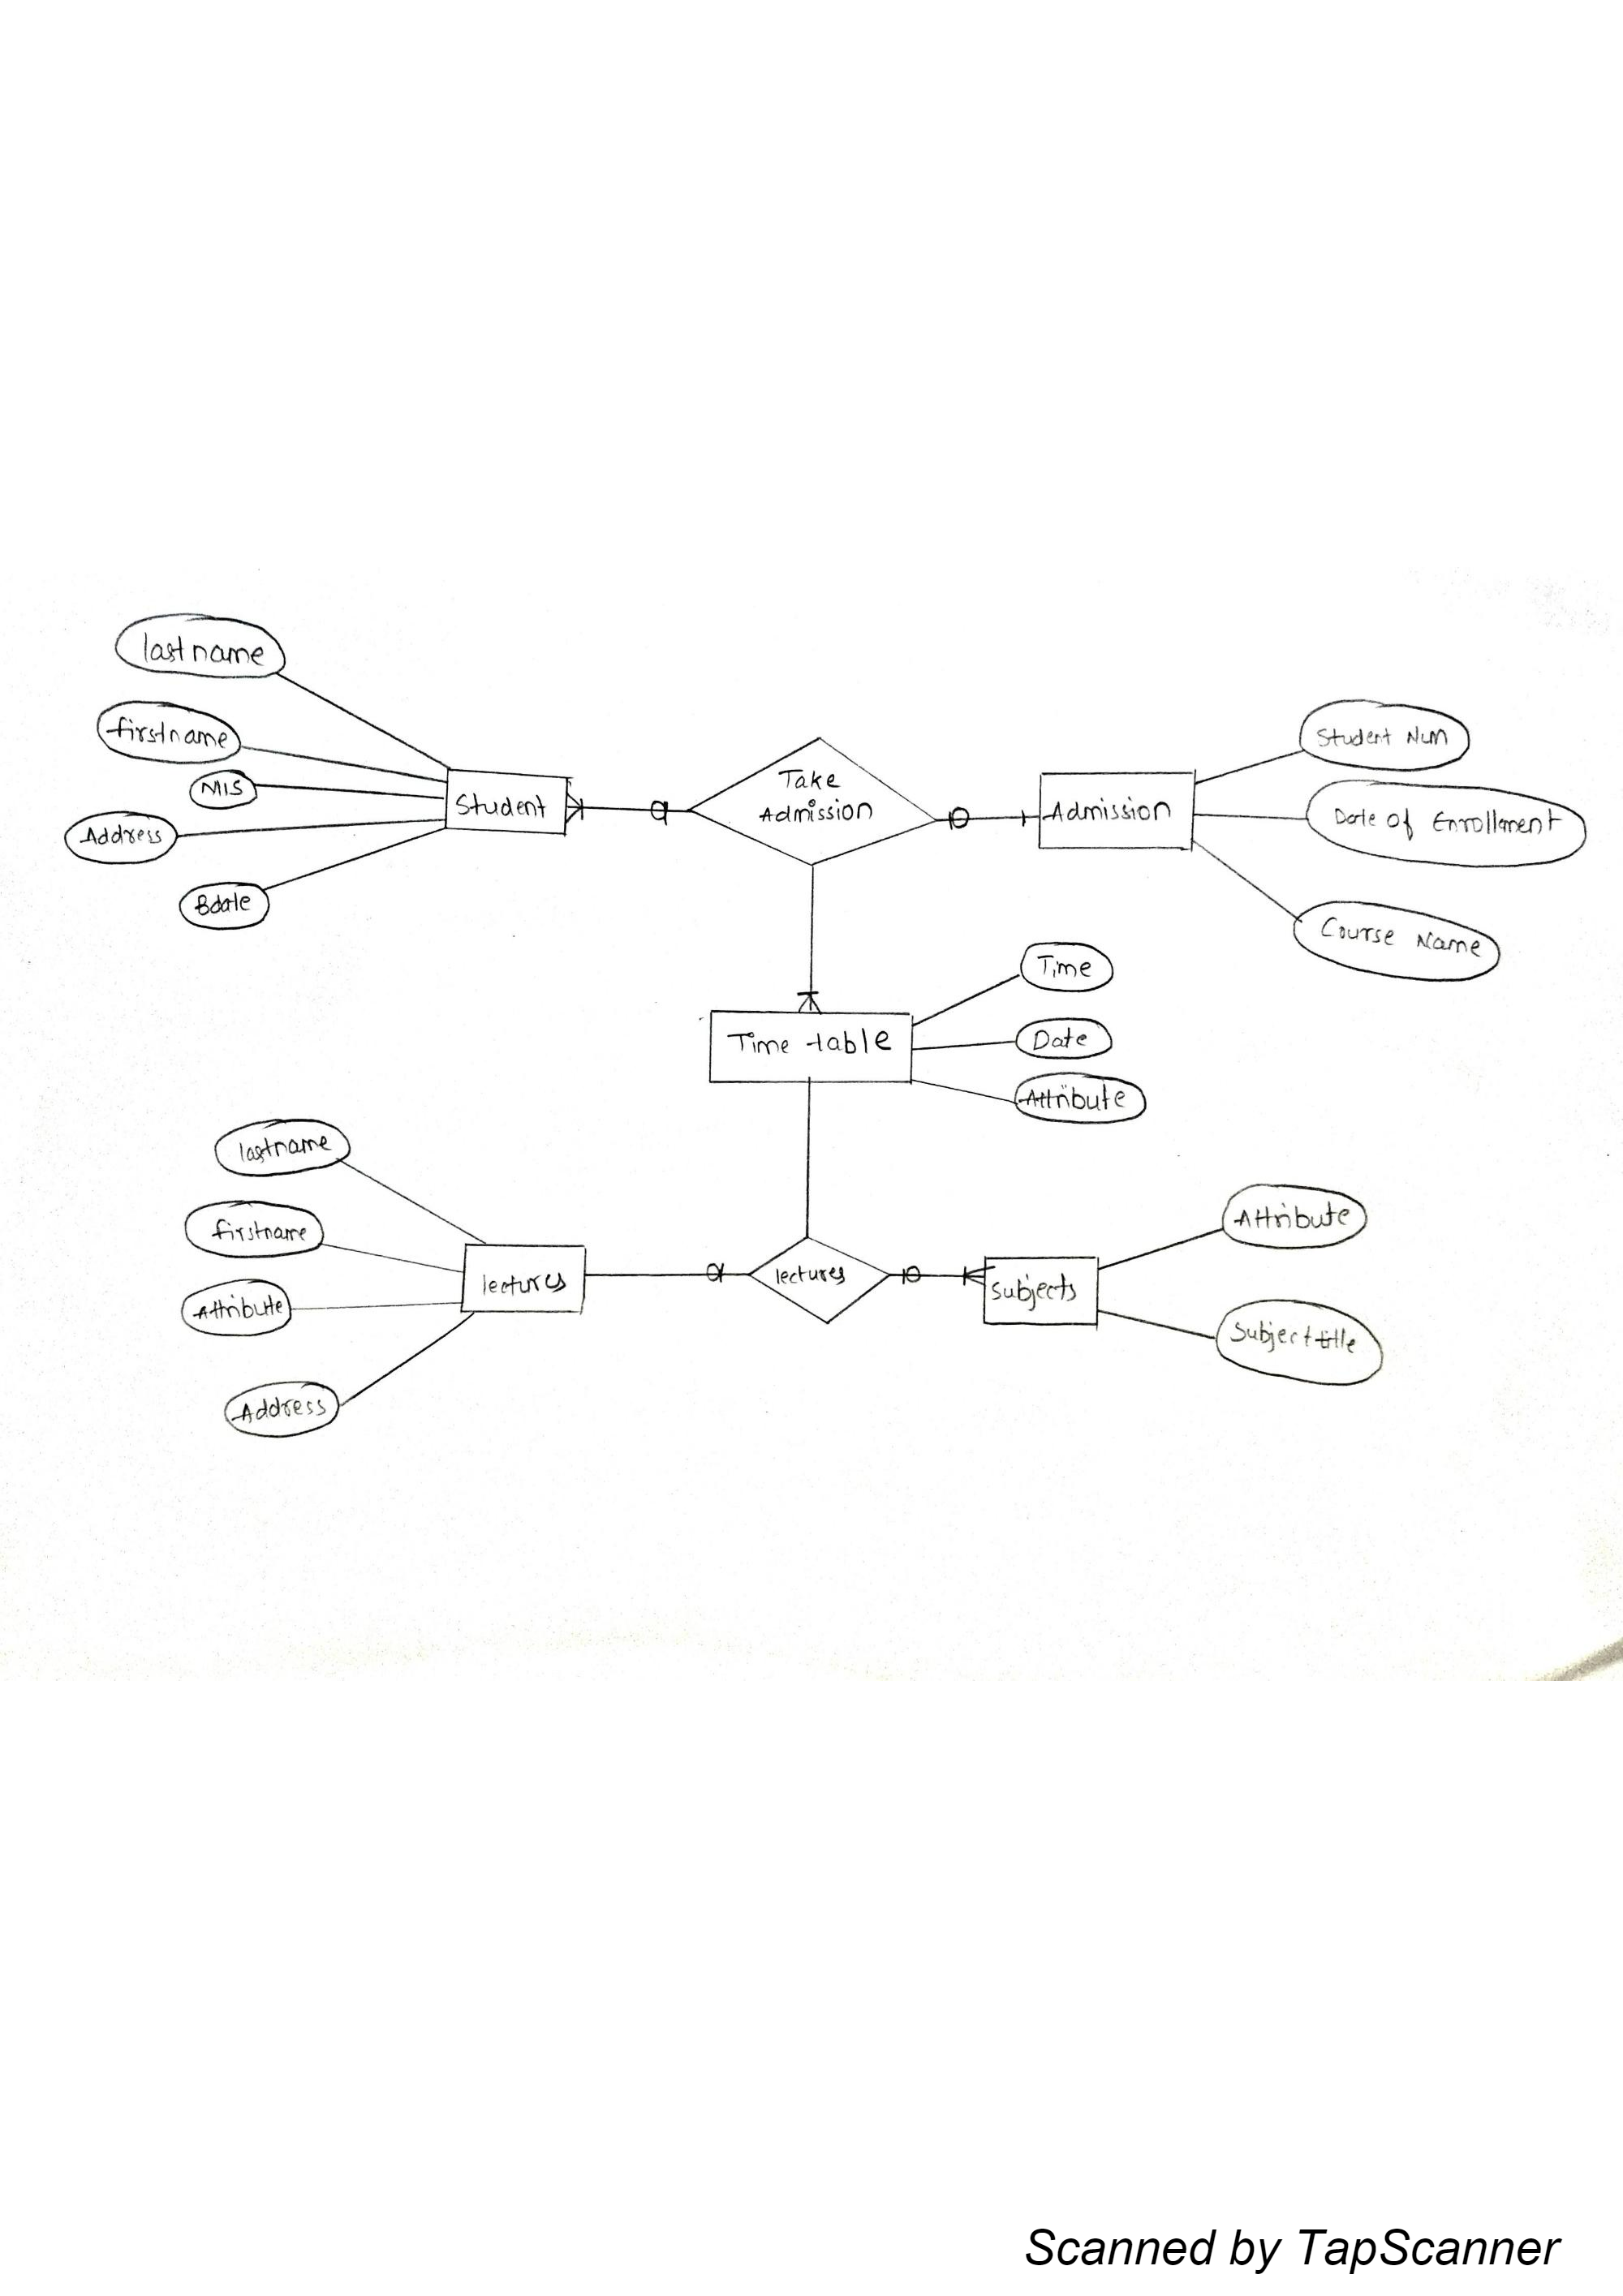 lastname
firstname
MIS
Address
Bdate
Student
Take
Admission
Admission
Student Num
Date of Enrollment
Course Name
Time table
Time
Date
Attribute
lastname
firstname
Attribute
Address
lectures
lectures
Subjects
Attribute
Subject title
Scanned by TapScanner